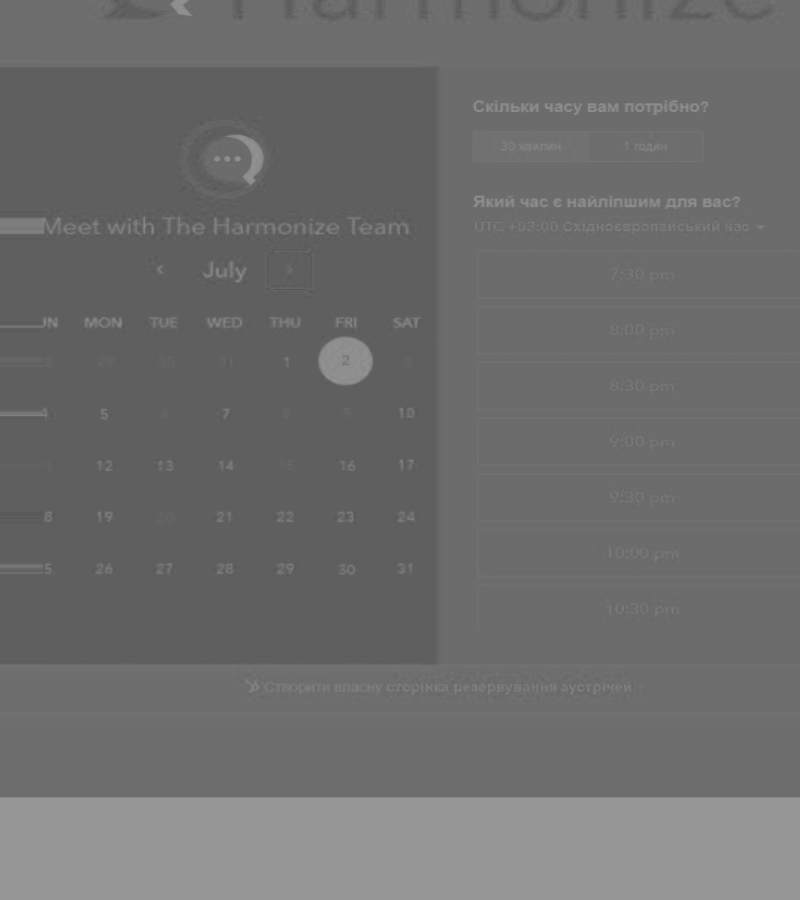 Harmonize
Скільки часу вам потрібно?
30 хвилин 1 годин
Який час є найліпшим для вас?
Meet with The Harmonize Team
UTC +03:00 Східноєвропейський час
July
7:30 pm
UN MON TUE WED THU FRI SAT
8:00 pm
29 30 31 1 2 3
8:30 pm
4 5 6 7 8 9 10
9:00 pm
12 13 14 15 16 17
9:30 pm
8 19 20 21 22 23 24
10:00 pm
5 26 27 28 29 30 31
10:30 pm
Створити власну сторінка резервування зустрічей